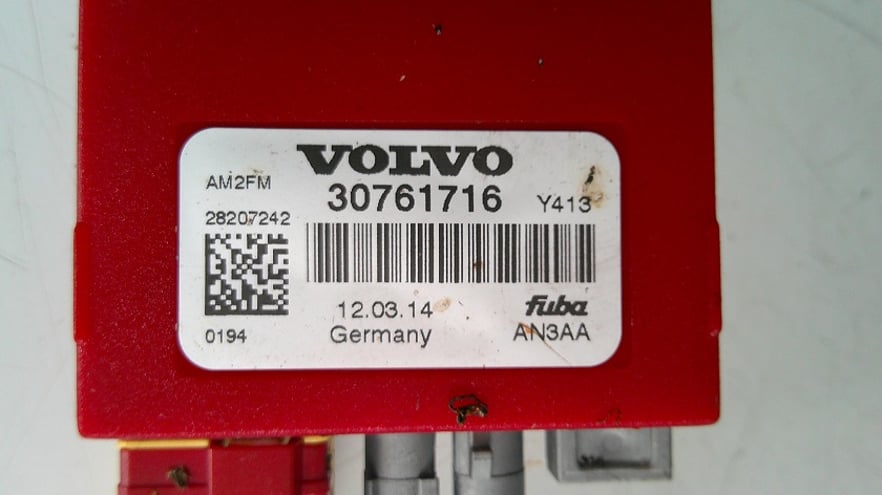 VOLVO
AM2FM 30761716 Y413
28207242
12.03.14 fuba
0194 Germany AN3AA